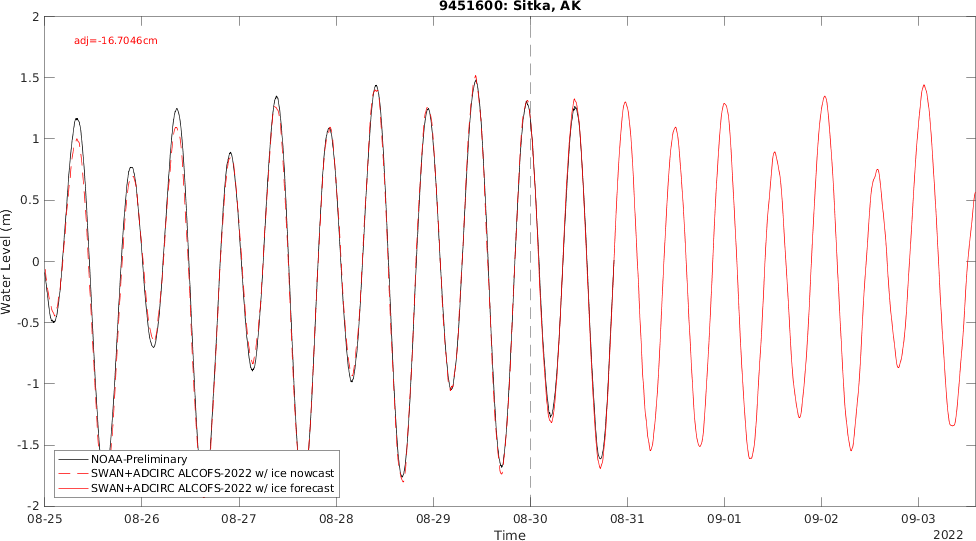 9451600: Sitka, AK
adj=-16.7046cm
2
1.5
1
0.5
0
-0.5
-1
-1.5
-2
Water Level (m)
NOAA-Preliminary
SWAN+ADCIRC ALCOFS-2022 w/ ice nowcast
SWAN+ADCIRC ALCOFS-2022 w/ ice forecast
08-25 08-26 08-27 08-28 08-29 08-30 08-31 09-01 09-02 09-03
Time
2022